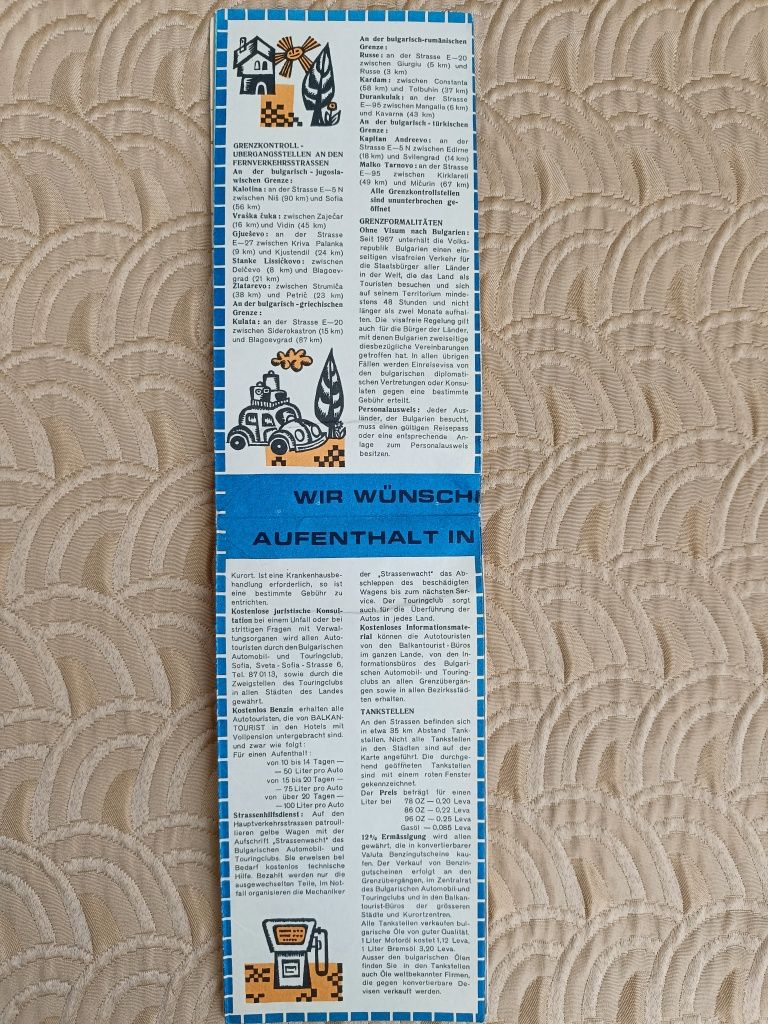 GRENZKONTROLL -
UBERGANGSSTELLEN AN DEN
FERNVERKEHRSSTRASSEN
An der bulgarisch - jugosla-
wischen Grenze :
Kalotina : an der Strasse E—5 N
zwischen Niš (90 km) und Sofia
(56 km)
Vraška čuka : zwischen Zaječar
(16 km) und Vidin (45 km)
Gjueševo : an der Strasse
E—27 zwischen Kriva Palanka
(9 km) und Kjustendil (24 km)
Stanke Lissičkovo : zwischen
Delčevo (8 km) und Blagoev-
grad (21 km)
Zlatarevo : zwischen Strumiča
(38 km) und Petrič (23 km)
An der bulgarisch - griechischen
Grenze :
Kulata : an der Strasse E—20
zwischen Siderokastron (15 km)
und Blagoevgrad (87 km)
An der bulgarisch-rumänischen
Grenze :
Russe : an der Strasse E—20
zwischen Giurgiu (5 km) und
Russe (3 km)
Kardam : zwischen Constanta
(58 km) und Tolbuhin (37 km)
Durankulak : an der Strasse
E—95 zwischen Mangalia (6 km)
und Kavarna (43 km)
An der bulgarisch - türkischen
Grenze :
Kapitan Andreevo : an der
Strasse E—5 N zwischen Edirne
(18 km) und Svilengrad (14 km)
Malko Tarnovo : an der Strasse
E—95 zwischen Kirklareli
(49 km) und Mičurin (67 km)
Alle Grenzkontrollstellen
sind ununterbrochen ge-
öffnet
GRENZFORMALITÄTEN
Ohne Visum nach Bulgarien :
Seit 1967 unterhält die Volks-
republik Bulgarien einen ein-
seitigen visafreien Verkehr für
die Staatsbürger aller Länder
in der Welt, die das Land als
Touristen besuchen und sich
auf seinem Territorium minde-
stens 48 Stunden und nicht
länger als zwei Monate aufhal-
ten. Die visafreie Regelung gilt
auch für die Bürger der Länder,
mit denen Bulgarien zweiseitige
diesbezügliche Vereinbarungen
getroffen hat. In allen übrigen
Fällen werden Einreisevisa von
den bulgarischen diplomati-
schen Vertretungen oder Konsu-
laten gegen eine bestimmte
Gebühr erteilt.
Personalausweis : Jeder Aus-
länder, der Bulgarien besucht,
muss einen gültigen Reisepass
oder eine entsprechende An-
lage zum Personalausweis
besitzen.
WIR WÜNSCH
AUFENTHALT IN
Kurort. Ist eine Krankenhausbe-
handlung erforderlich, so ist
eine bestimmte Gebühr zu
entrichten.
Kostenlose juristische Konsul-
tation bei einem Unfall oder bei
strittigen Fragen mit Verwal-
tungsorganen wird allen Auto-
touristen durch den Bulgarischen
Automobil- und Touringclub,
Sofia, Sveta - Sofia - Strasse 6,
Tel. 87 01 13, sowie durch die
Zweigstellen des Touringclubs
in allen Städten des Landes
gewährt.
Kostenlos Benzin erhalten alle
Autotouristen, die von BALKAN-
TOURIST in den Hotels mit
Vollpension untergebracht sind.
und zwar wie folgt :
Für einen Aufenthalt :
von 10 bis 14 Tagen —
— 50 Liter pro Auto
von 15 bis 20 Tagen —
— 75 Liter pro Auto
von über 20 Tagen —
— 100 Liter pro Auto
Strassenhilfsdienst : Auf den
Hauptverkehrsstrassen patroul-
lieren gelbe Wagen mit der
Aufschrift „Strassenwacht" des
Bulgarischen Automobil - und
Touringclubs. Sie erweisen bei
Bedarf kostenlos technische
Hilfe. Bezahlt werden nur die
ausgewechselten Teile, im Not-
fall organisieren die Mechaniker
der „Strassenwacht" das Ab-
schleppen des beschädigten
Wagens bis zum nächsten Ser-
vice. Der Touringclub sorgt
auch für die Überführung der
Autos in jedes Land.
Kostenloses Informationsmate-
rial können die Autotouristen
von den Balkantourist - Büros
im ganzen Lande, von den In-
formationsbüros des Bulgari-
schen Automobil - und Touring-
clubs an allen Grenzübergän-
gen sowie in allen Bezirksstäd-
ten erhalten.
TANKSTELLEN
An den Strassen befinden sich
in etwa 35 km Abstand Tank-
stellen. Nicht alle Tankstellen
in den Städten sind auf der
Karte angeführt. Die durchge-
hend geöffneten Tankstellen
sind mit einem roten Fenster
gekennzeichnet.
Der Preis beträgt für einen
Liter bei 78 OZ — 0,20 Leva
86 OZ — 0,22 Leva
96 OZ — 0,25 Leva
Gasöl — 0,085 Leva
12% Ermässigung wird allen
gewährt, die in konvertierbarer
Valuta Benzingutscheine kau-
fen. Der Verkauf von Benzin-
gutscheinen erfolgt an den
Grenzübergängen, im Zentralrat
des Bulgarischen Automobil-und
Touringclubs und in den Balkan-
tourist-Büros der grösseren
Städte und Kurortzentren.
Alle Tankstellen verkaufen bul-
garische Öle von guter Qualität.
1 Liter Motoröl kostet 1,12 Leva,
1 Liter Bremsöl 3,20 Leva.
Ausser den bulgarischen Ölen
finden Sie in den Tankstellen
auch Öle weltbekannter Firmen,
die gegen konvertierbare De-
visen verkauft werden.